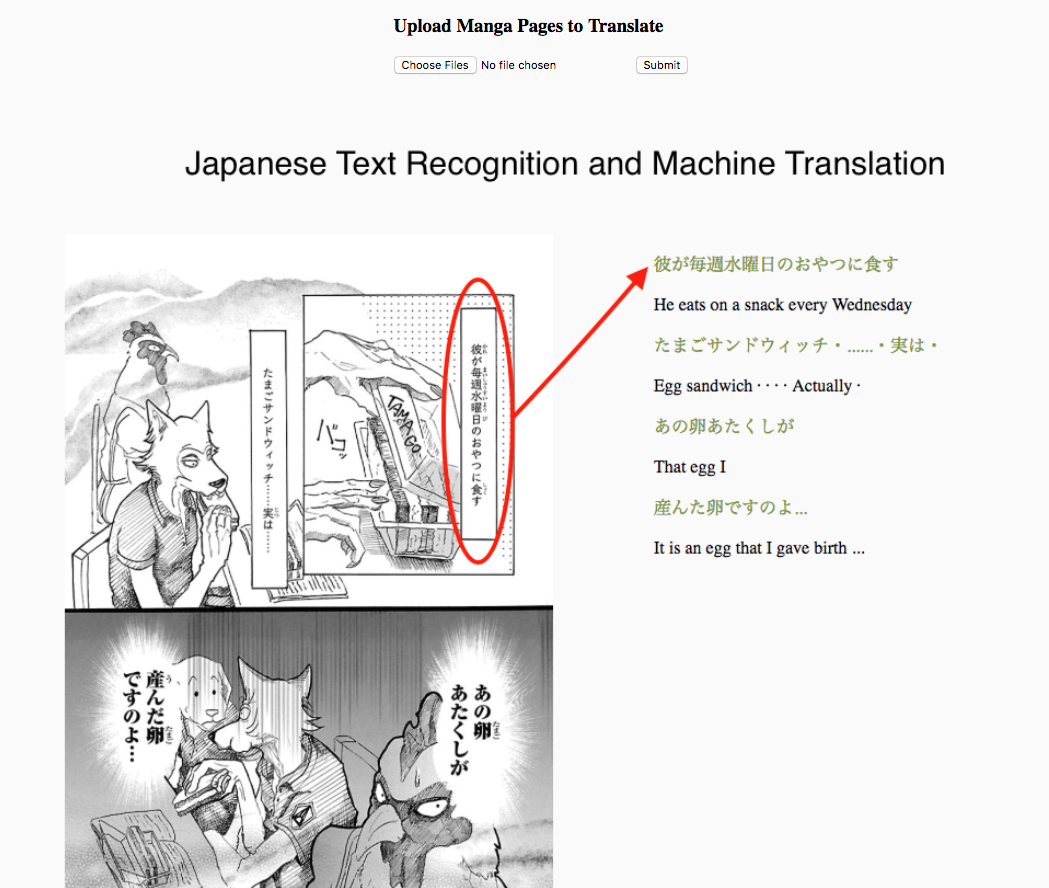 Upload Manga Pages to Translate
Choose Files No file chosen Submit
Japanese Text Recognition and Machine Translation
彼が毎週水曜日のおやつに食す
He eats on a snack every Wednesday
たまごサンドウィッチ・......・実は・
Egg sandwich · · · · Actually ·
あの卵あたくしが
That egg I
産んた卵ですのよ...
It is an egg that I gave birth ...
彼が毎週水曜日のおやつに食す
TAMAGO
バコッ
たまごサンドウィッチ……実は……
あの卵
あたくしが
産んだ卵
ですのよ…